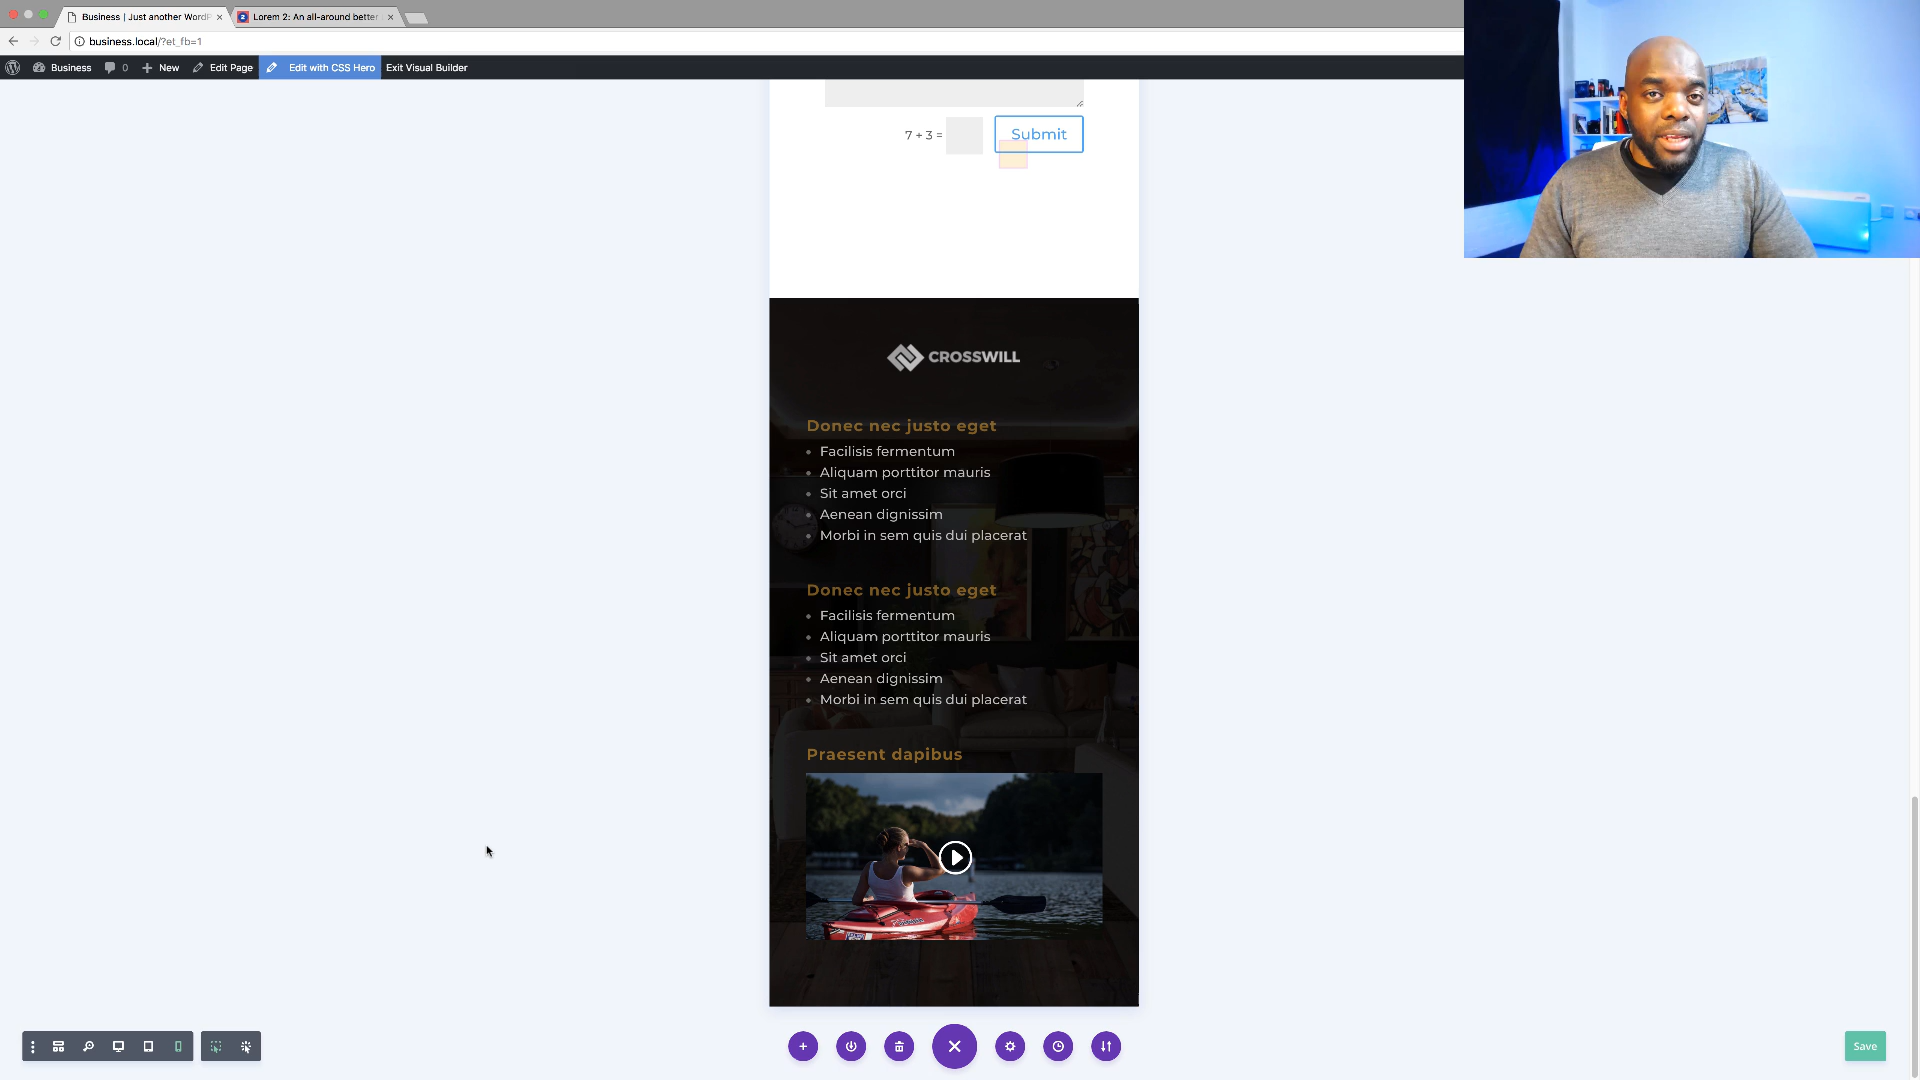 Business | Just another WordP
Lorem 2: An all-around better
business.local/?et_fb=1
Business
0
New
Edit Page
Edit with CSS Hero
Exit Visual Builder
7 + 3 =
Submit
CROSSWILL
Donec nec justo eget
Facilisis fermentum
Aliquam porttitor mauris
Sit amet orci
Aenean dignissim
Morbi in sem quis dui placerat
Donec nec justo eget
Facilisis fermentum
Aliquam porttitor mauris
Sit amet orci
Aenean dignissim
Morbi in sem quis dui placerat
Praesent dapibus
Save